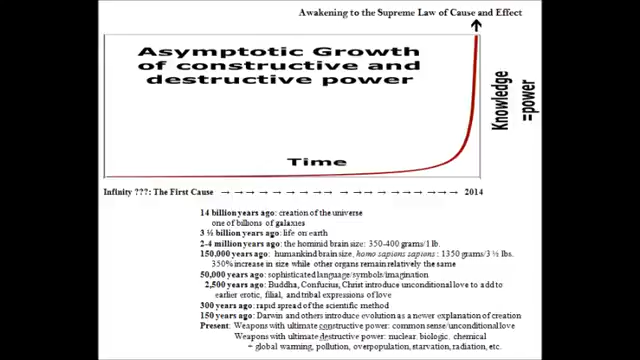 Awakening to the Supreme Law of Cause and Effect
Asymptotic Growth
of constructive and
destructive power
Knowledge
=power
Time
Infinity ???: The First Cause → → → → → → → → → → → → → → → → → → → 2014
14 billion years ago: creation of the universe
one of billions of galaxies
3 ½ billion years ago: life on earth
2-4 million years ago: the hominid brain size: 350-400 grams/1 lb.
150,000 years ago: humankind brain size, homo sapiens sapiens: 1350 grams/3 ½ lbs.
350% increase in size while other organs remain relatively the same
50,000 years ago: sophisticated language/symbols/imagination
2,500 years ago: Buddha, Confucius, Christ introduce unconditional love to add to
earlier erotic, filial, and tribal expressions of love
300 years ago: rapid spread of the scientific method
150 years ago: Darwin and others introduce evolution as a newer explanation of creation
Present: Weapons with ultimate constructive power: common sense/unconditional love
Weapons with ultimate destructive power: nuclear, biologic, chemical
+ global warming, pollution, overpopulation, starvation, radiation, etc.